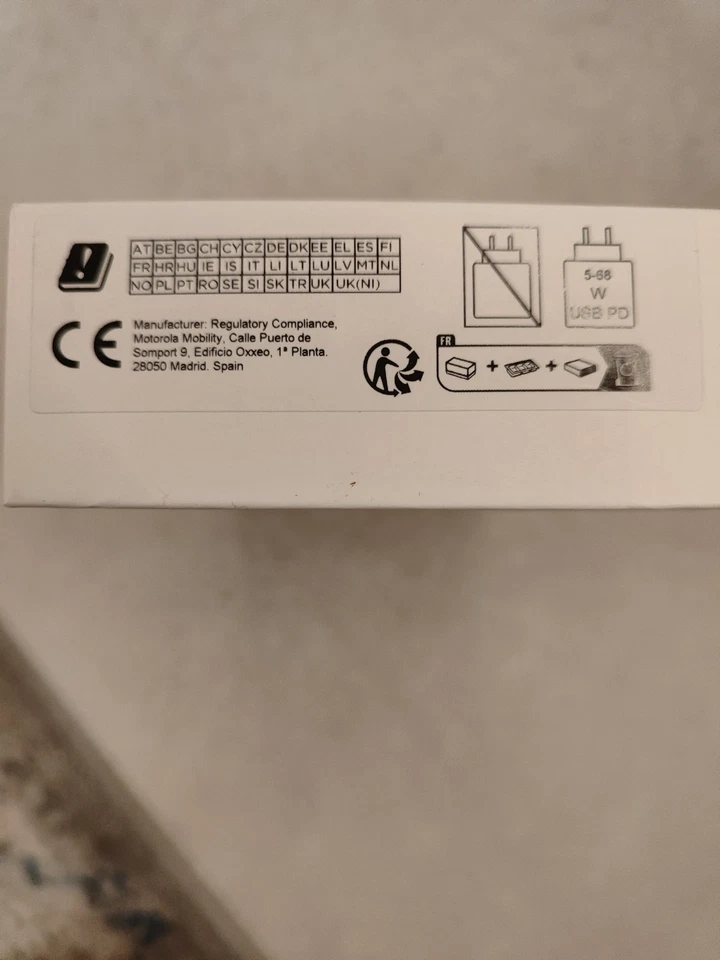 AT BE BG CH CY CZ DE DK EE EL ES FI
FR HR HU IE IS IT LI LT LU LV MT NL
NO PL PT RO SE SI SK TR UK UK(NI)
CE
Manufacturer: Regulatory Compliance,
Motorola Mobility, Calle Puerto de
Somport 9, Edificio Oxxeo, 1ª Planta.
28050 Madrid. Spain
5-68
W
USB PD
FR